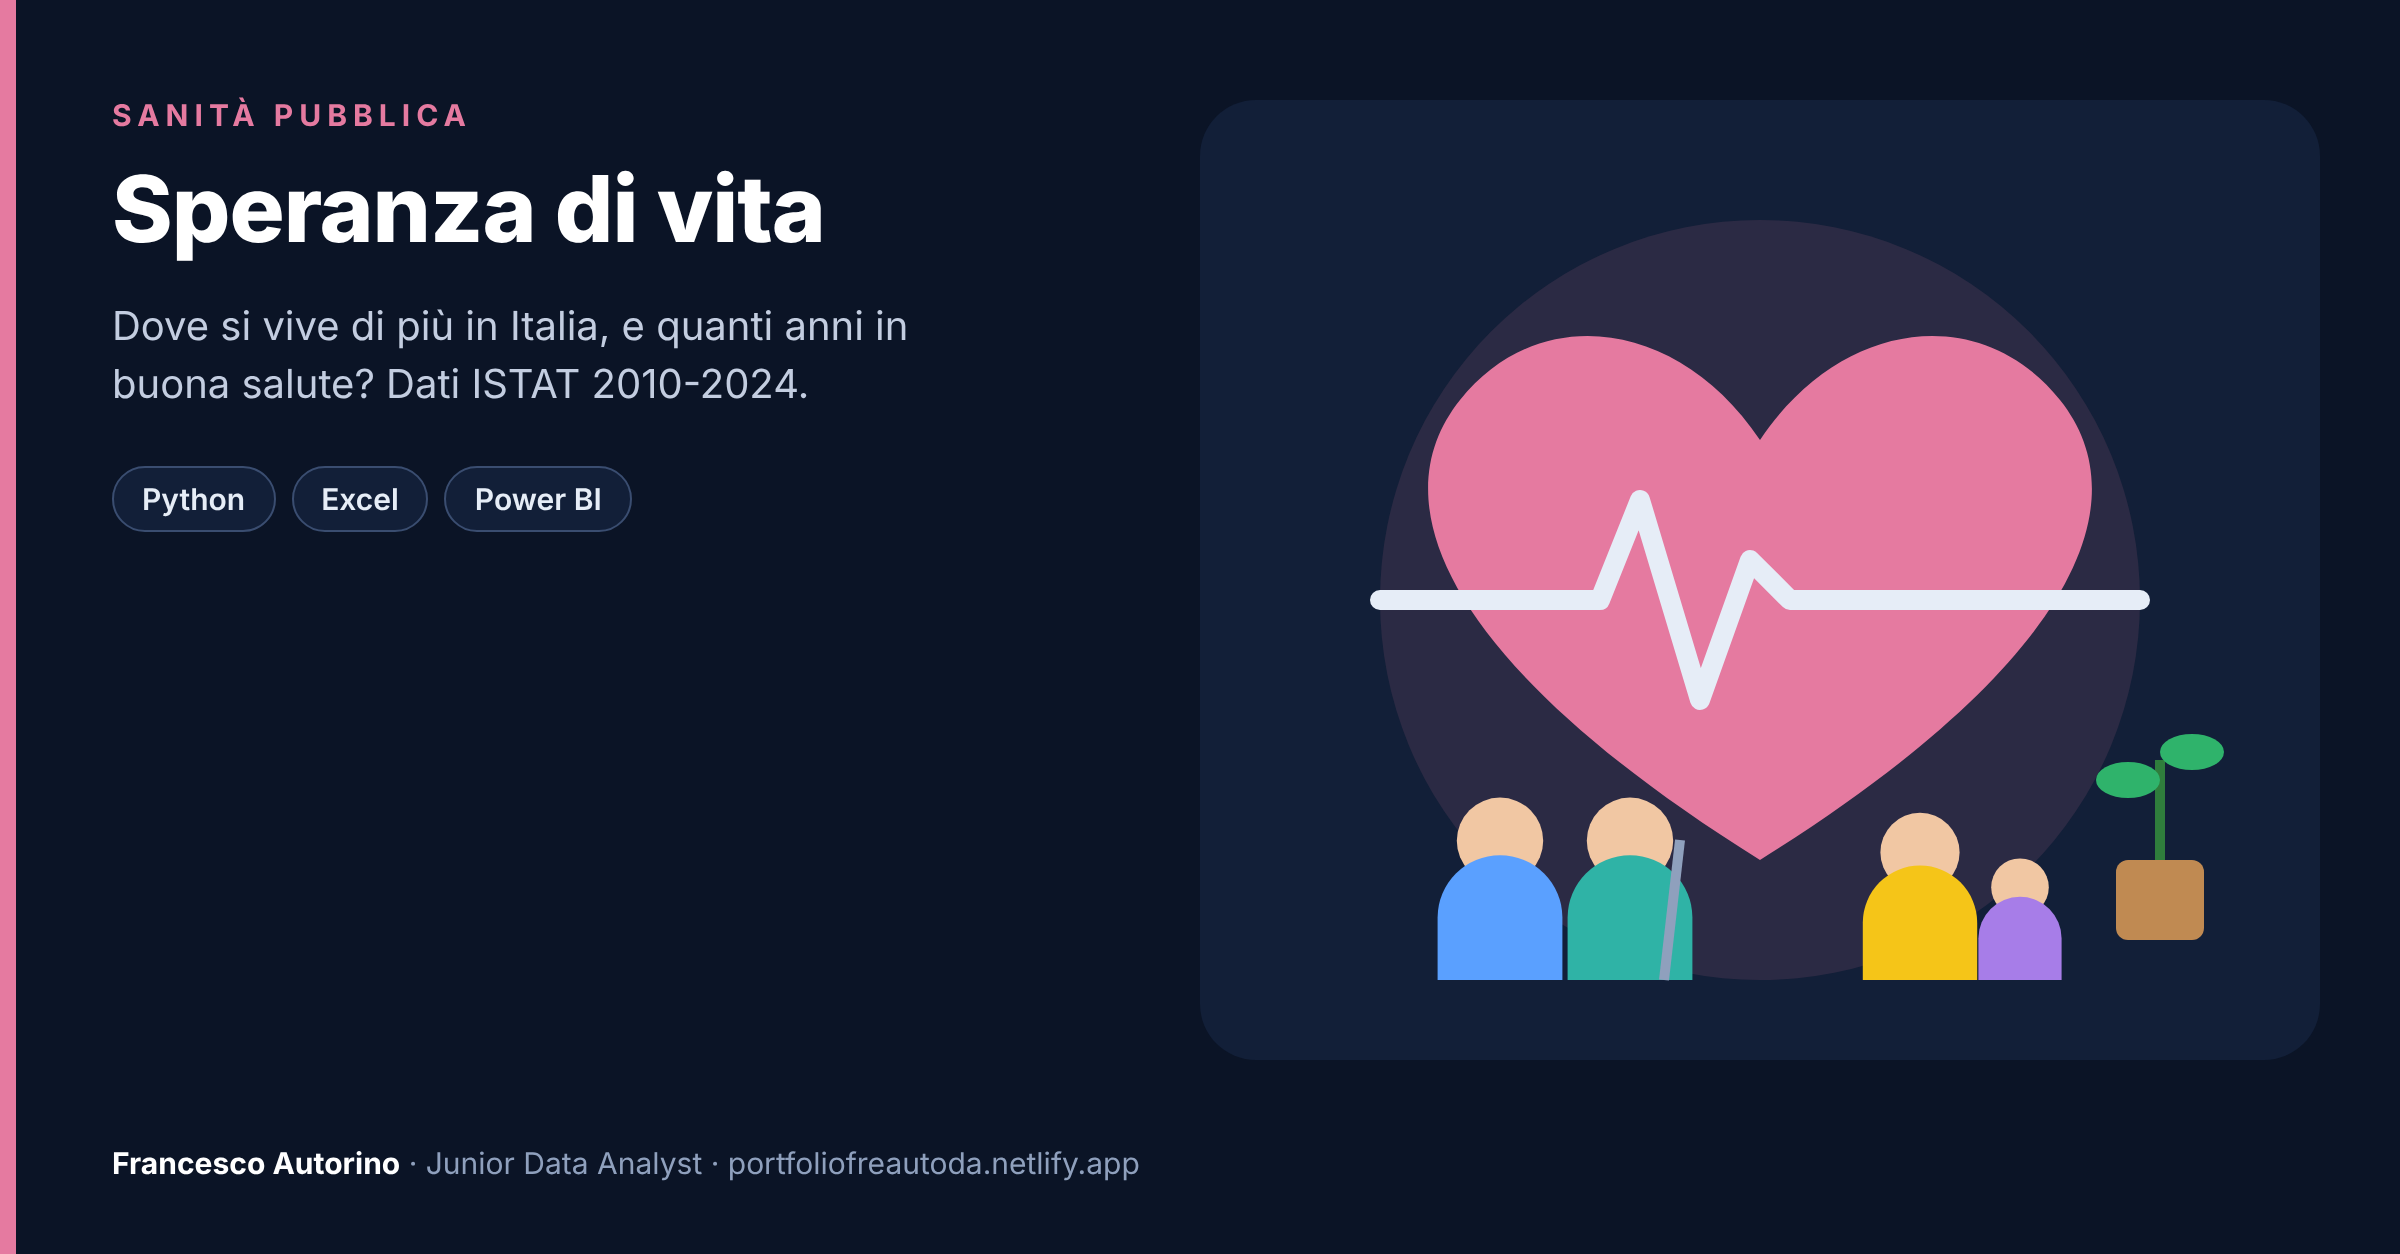 SANITÀ PUBBLICA
Speranza di vita
Dove si vive di più in Italia, e quanti anni in
buona salute? Dati ISTAT 2010-2024.
Python Excel Power BI
Francesco Autorino · Junior Data Analyst · portfoliofreautoda.netlify.app